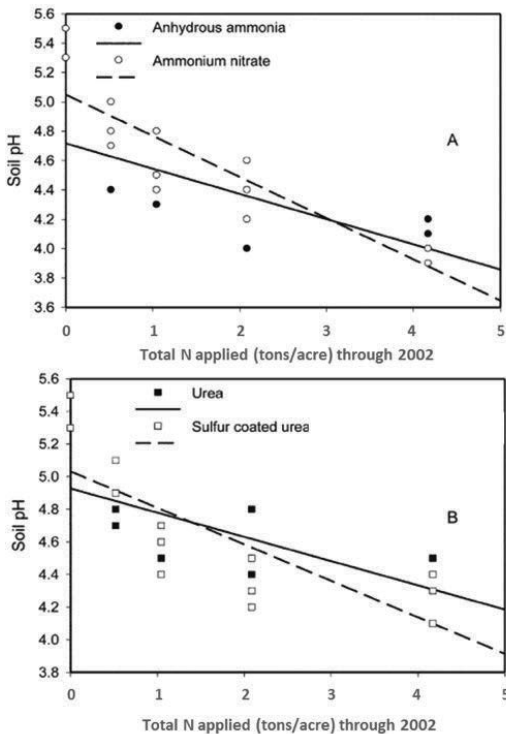 5.6
5.4
5.2
5.0
4.8
4.6
4.4
4.2
4.0
3.8
3.6
Soil pH
Anhydrous ammonia
Ammonium nitrate
A
0 1 2 3 4 5
Total N applied (tons/acre) through 2002
5.6
5.4
5.2
5.0
4.8
4.6
4.4
4.2
4.0
3.8
Soil pH
Urea
Sulfur coated urea
B
0 1 2 3 4 5
Total N applied (tons/acre) through 2002